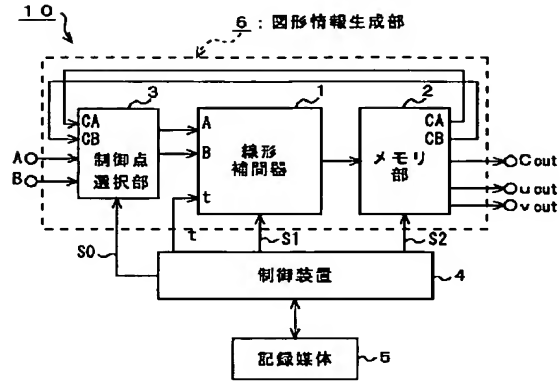 10
6:図形情報生成部
3
1
2
CA
CB
A
B
制御点
選択部
A
B
t
線形
補間器
CA
CB
メモリ
部
Cout
uout
vout
t
S0
S1
S2
制御装置
4
記録媒体
5